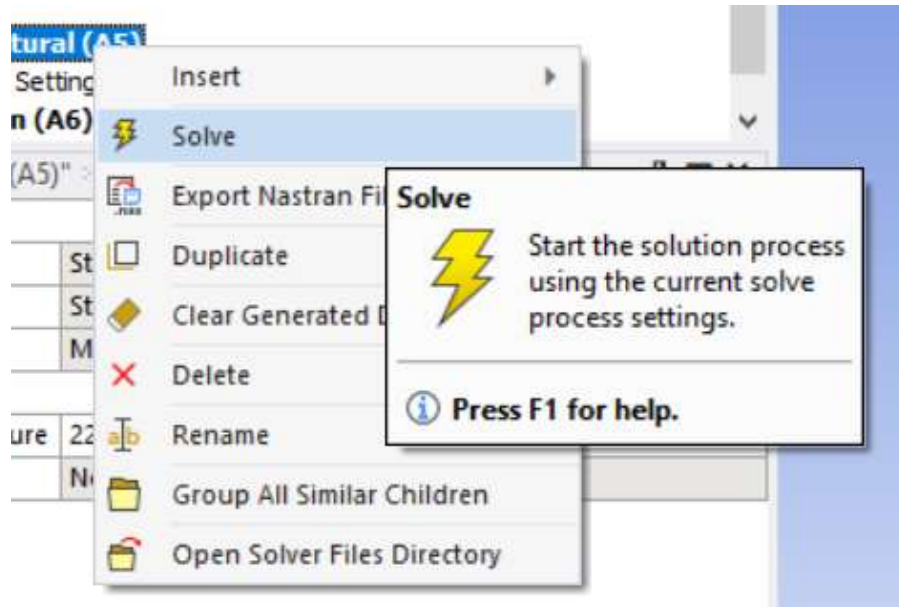 tural (A5)
Setting
Insert
n (A6)
Solve
(A5)"
Export Nastran Fil
Solve
Start the solution process
using the current solve
process settings.
St
Duplicate
St
Clear Generated D
M
Delete
Press F1 for help.
ure 22
Rename
No
Group All Similar Children
Open Solver Files Directory